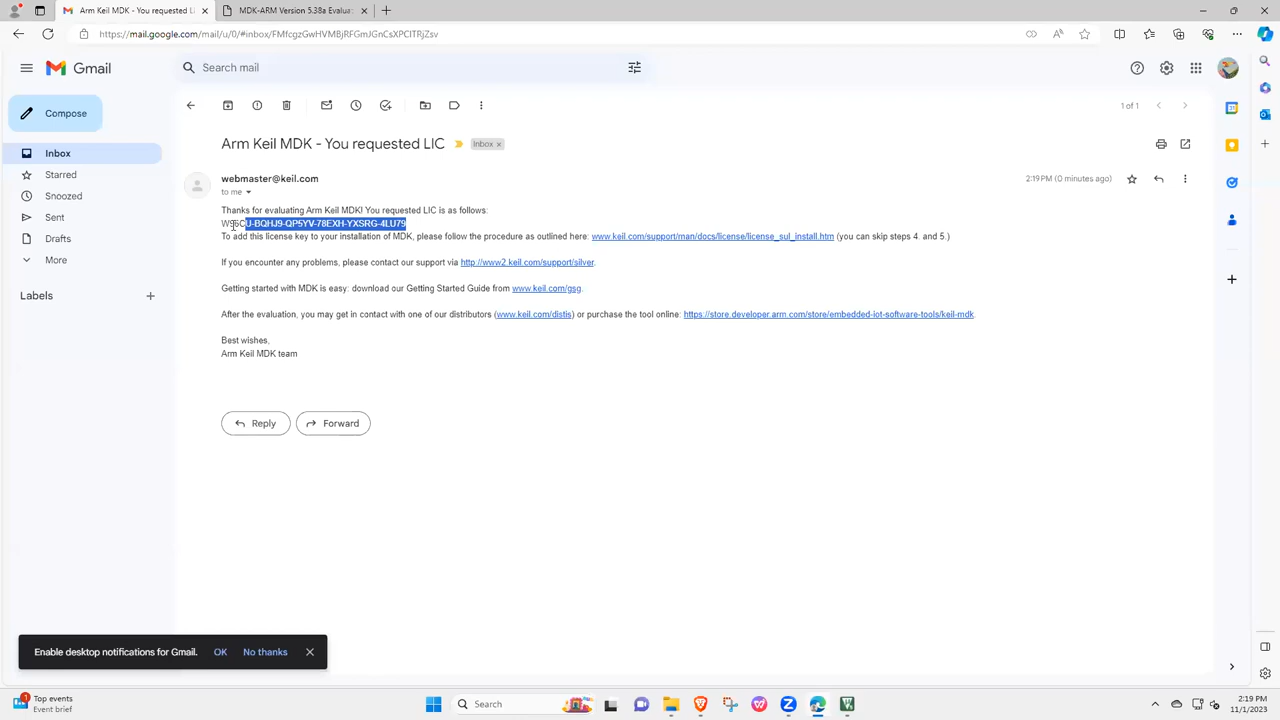 Arm Keil MDK - You requested LIC
MDK-ARM Version 5.38a Evalua
https://mail.google.com/mail/u/0/#inbox/FMfcgzGwHVMBjRFGmJGnCsXPClTRjZsv
Gmail
Search mail
Compose
1 of 1
Inbox
Starred
Snoozed
Sent
Drafts
More
Labels
Arm Keil MDK - You requested LIC
Inbox
webmaster@keil.com
2:19 PM (0 minutes ago)
to me
Thanks for evaluating Arm Keil MDK! You requested LIC is as follows:
U-BQHJ9-QP5YV-78EXH-YXSRG-4LU79
To add this license key to your installation of MDK, please follow the procedure as outlined here: www.keil.com/support/man/docs/license/license_sul_install.htm (you can skip steps 4. and 5.)
If you encounter any problems, please contact our support via http://www2.keil.com/support/silver.
Getting started with MDK is easy: download our Getting Started Guide from www.keil.com/gsg.
After the evaluation, you may get in contact with one of our distributors (www.keil.com/distis) or purchase the tool online: https://store.developer.arm.com/store/embedded-iot-software-tools/keil-mdk.
Best wishes,
Arm Keil MDK team
Reply
Forward
Enable desktop notifications for Gmail.
OK
No thanks
Top events
Event brief
Search
2:19 PM
11/1/2023